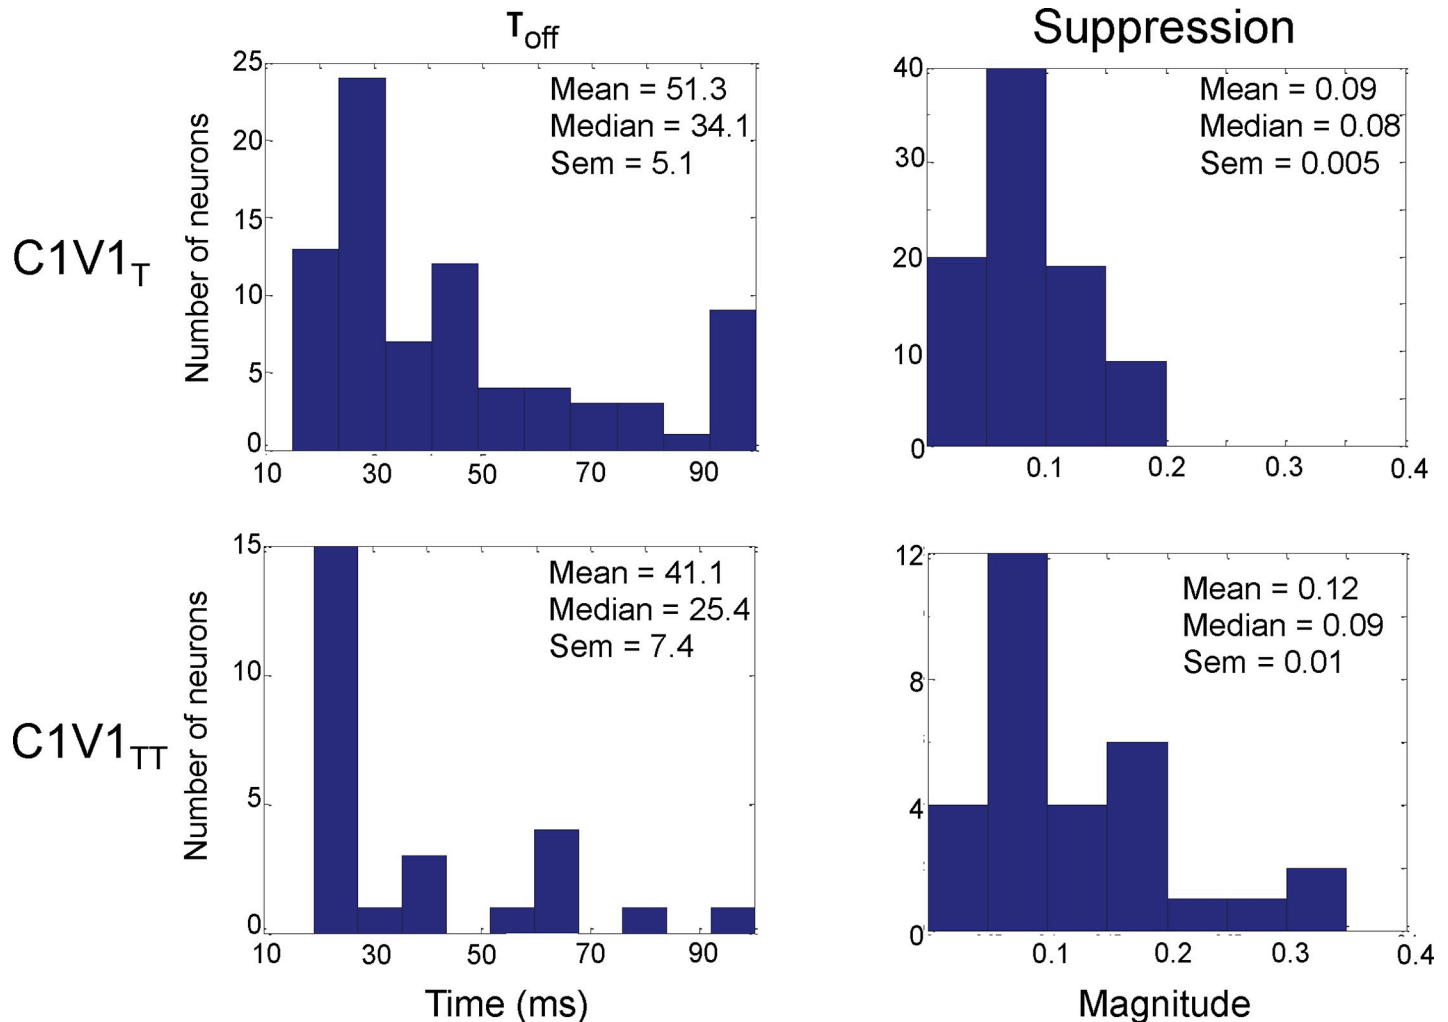 τoff
Suppression
C1V1T
Number of neurons
25
20
15
10
5
0
10 30 50 70 90
Mean = 51.3
Median = 34.1
Sem = 5.1
40
30
20
10
0
0.1 0.2 0.3 0.4
Mean = 0.09
Median = 0.08
Sem = 0.005
C1V1TT
Number of neurons
15
10
5
0
10 30 50 70 90
Mean = 41.1
Median = 25.4
Sem = 7.4
Time (ms)
12
8
4
0
0.1 0.2 0.3 0.4
Mean = 0.12
Median = 0.09
Sem = 0.01
Magnitude